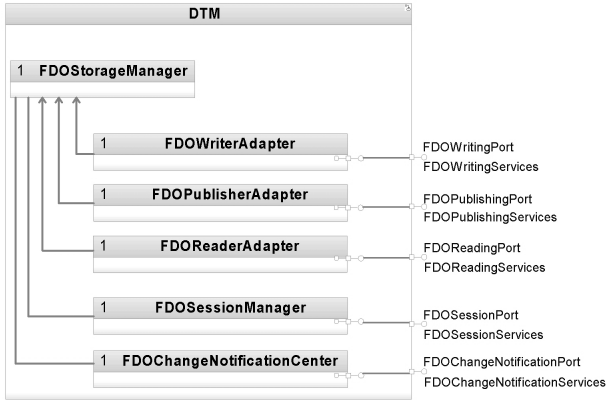 DTM
1 FDOStorageManager
1 FDOWriterAdapter
FDOWritingPort
FDOWritingServices
1 FDOPublisherAdapter
FDOPublishingPort
FDOPublishingServices
1 FDOReaderAdapter
FDOReadingPort
FDOReadingServices
1 FDOSessionManager
FDOSessionPort
FDOSessionServices
1 FDOChangeNotificationCenter
FDOChangeNotificationPort
FDOChangeNotificationServices